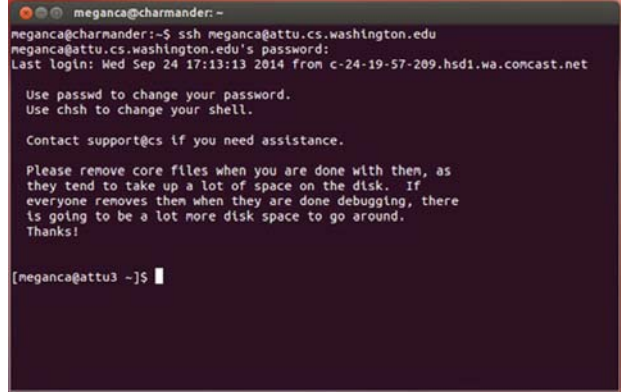 meganca@charmander: ~
meganca@charmander:~$ ssh meganca@attu.cs.washington.edu
meganca@attu.cs.washington.edu's password:
Last login: Wed Sep 24 17:13:13 2014 from c-24-19-57-209.hsd1.wa.comcast.net
Use passwd to change your password.
Use chsh to change your shell.
Contact support@cs if you need assistance.
Please remove core files when you are done with them, as
they tend to take up a lot of space on the disk.  If
everyone removes them when they are done debugging, there
is going to be a lot more disk space to go around.
Thanks!
[meganca@attu3 ~]$